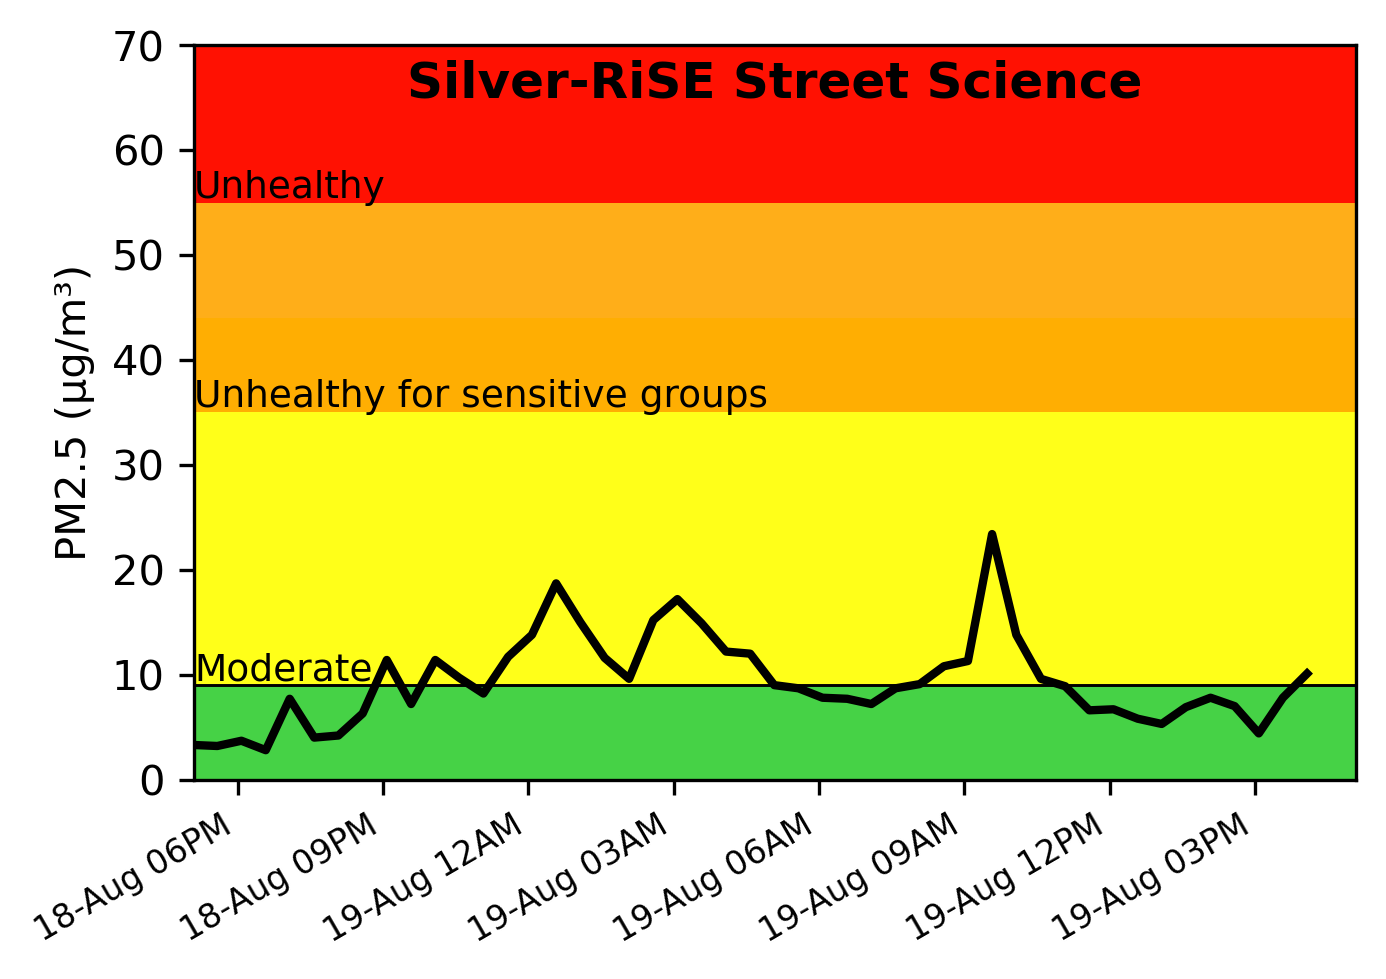 Silver-RiSE Street Science
70
60
Unhealthy
50
40
Unhealthy for sensitive groups
30
20
Moderate
10
0
PM2.5 (µg/m³)
18-Aug 06PM
18-Aug 09PM
19-Aug 12AM
19-Aug 03AM
19-Aug 06AM
19-Aug 09AM
19-Aug 12PM
19-Aug 03PM